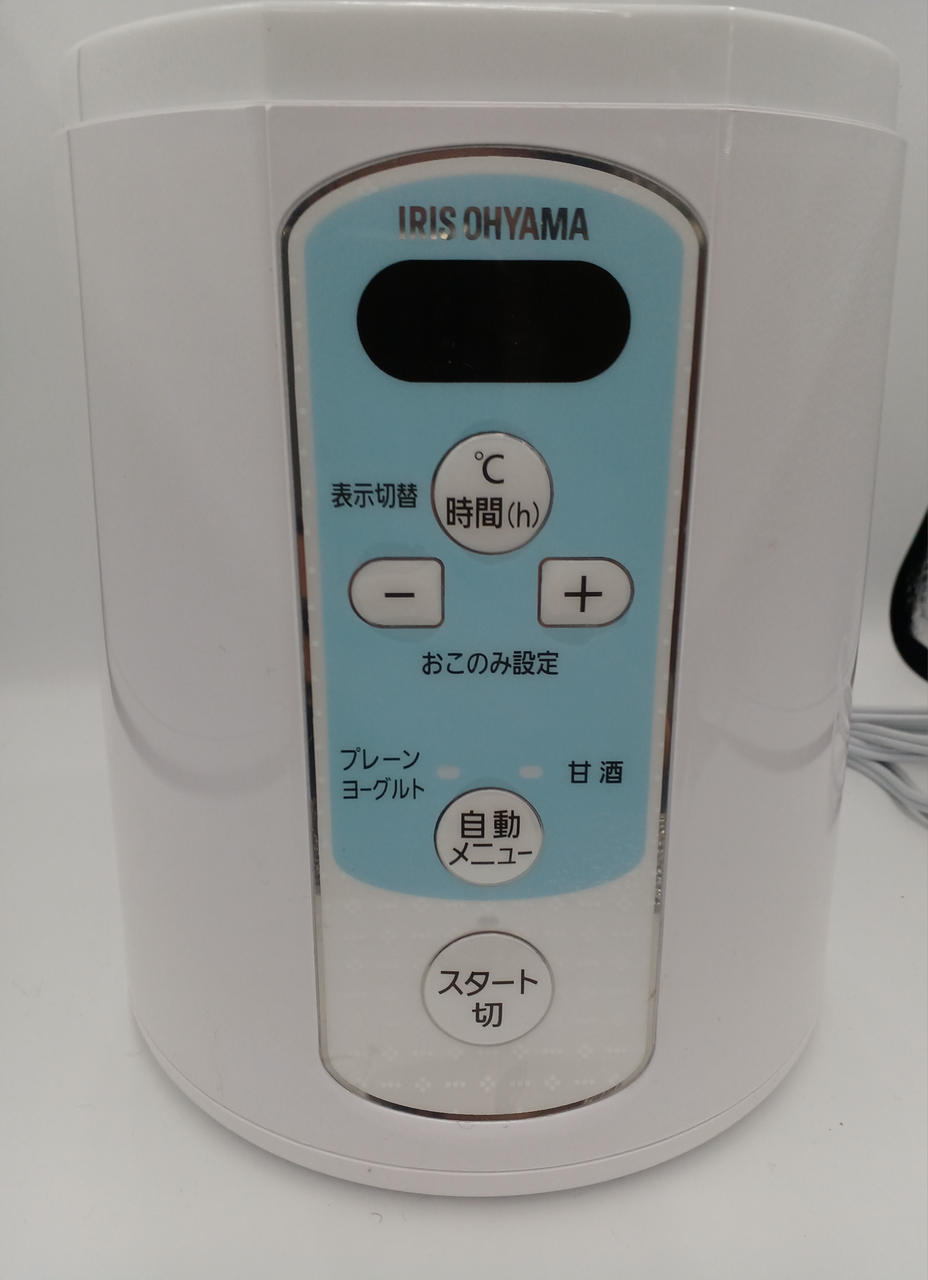 IRIS OHYAMA
℃
時間(h)
表示切替
−
+
おこのみ設定
プレーン
ヨーグルト
甘酒
自動
メニュー
スタート
切